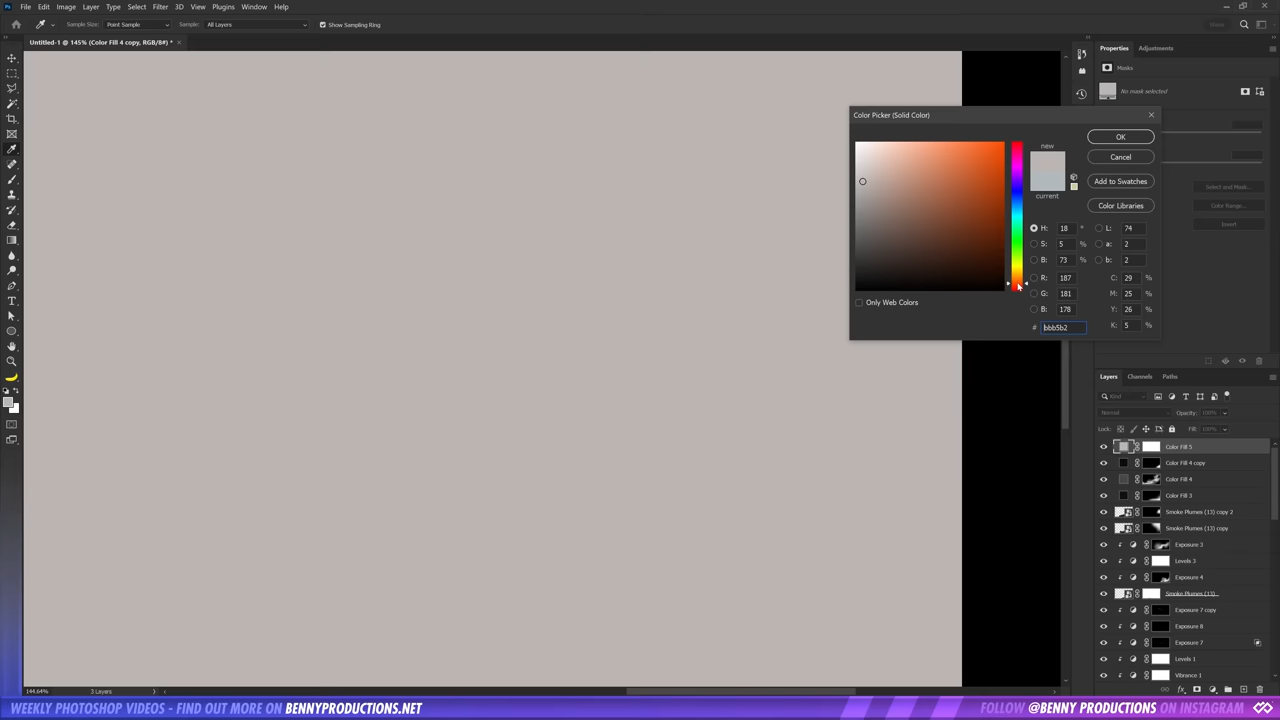 Ps File Edit Image Layer Type Select Filter 3D View Plugins Window Help
Sample Size: Point Sample Sample: All Layers Show Sampling Ring Share
Untitled-1 @ 145% (Color Fill 4 copy, RGB/8#) * ×
Properties Adjustments
Masks
No mask selected
Select and Mask...
Color Range...
Invert
Color Picker (Solid Color)
new
current
OK
Cancel
Add to Swatches
Color Libraries
H: 18 ° L: 74
S: 5 % a: 2
B: 73 % b: 2
R: 187 C: 29 %
G: 181 M: 25 %
B: 178 Y: 26 %
# bbb5b2 K: 5 %
Only Web Colors
Layers Channels Paths
Kind
Normal Opacity: 100%
Lock: Fill: 100%
Color Fill 5
Color Fill 4 copy
Color Fill 4
Color Fill 3
Smoke Plumes (13) copy 2
Smoke Plumes (13) copy
Exposure 3
Levels 3
Exposure 4
Smoke Plumes (13)...
Exposure 7 copy
Exposure 8
Exposure 7
Levels 1
Vibrance 1
144.64% 3 Layers
WEEKLY PHOTOSHOP VIDEOS - FIND OUT MORE ON BENNYPRODUCTIONS.NET
FOLLOW @BENNY PRODUCTIONS ON INSTAGRAM